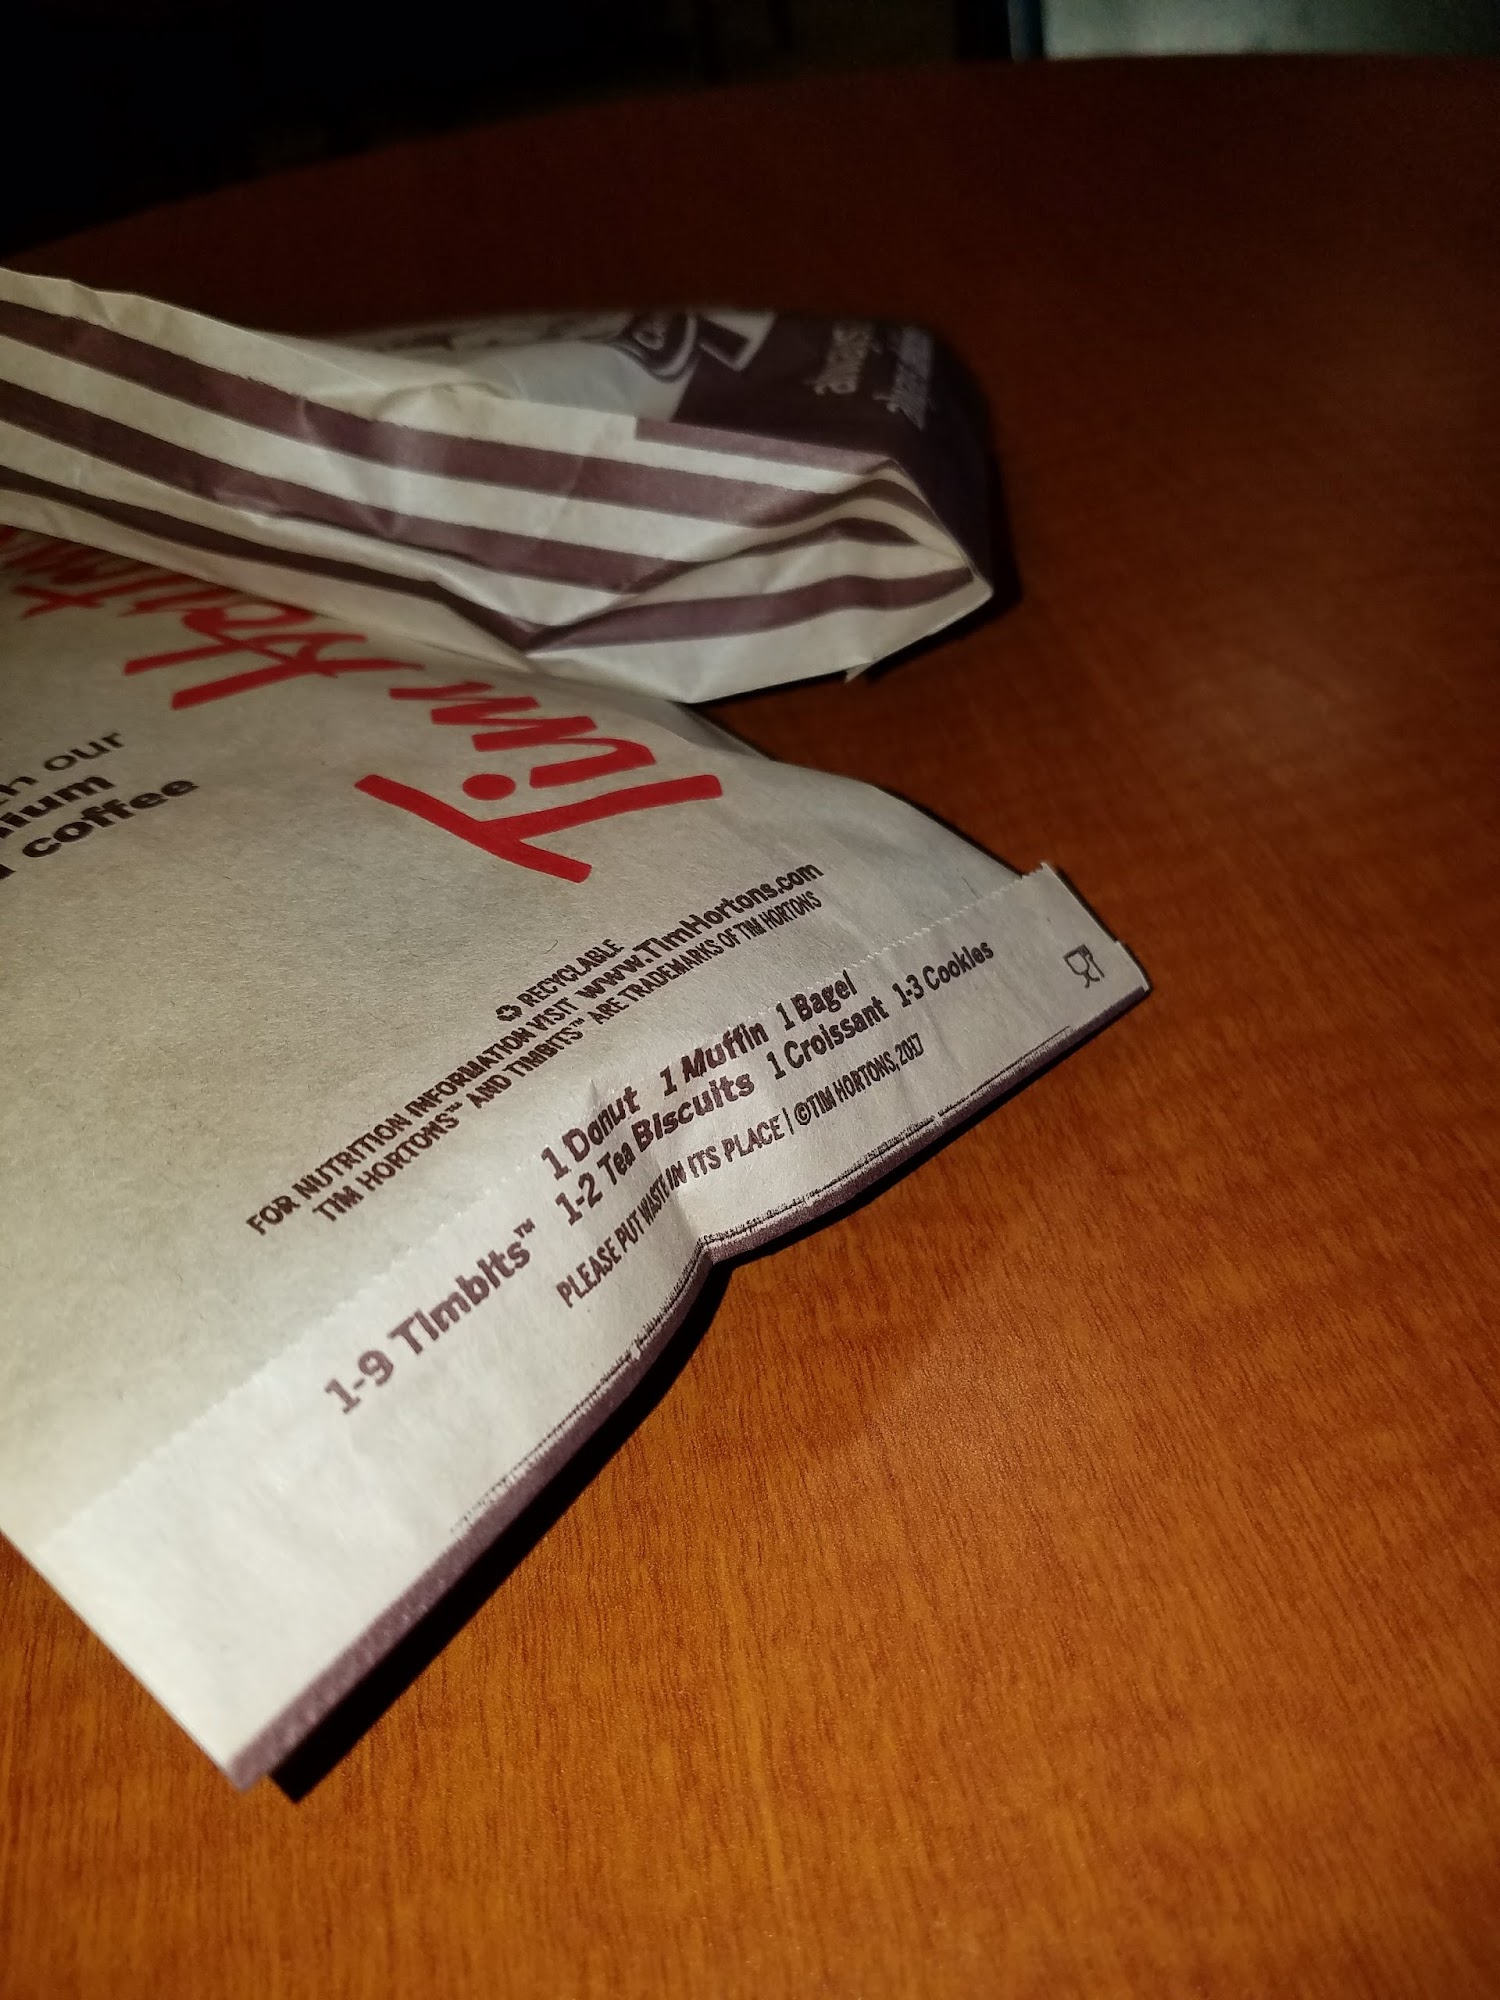 always
Tim Hortons
our
coffee
RECYCLABLE
FOR NUTRITION INFORMATION VISIT www.TimHortons.com
TIM HORTONS™ AND TIMBITS™ ARE TRADEMARKS OF TIM HORTONS
1-9 Timbits™ 1 Donut 1 Muffin 1 Bagel
1-2 Tea Biscuits 1 Croissant 1-3 Cookies
PLEASE PUT WASTE IN ITS PLACE | ©TIM HORTONS, 2017